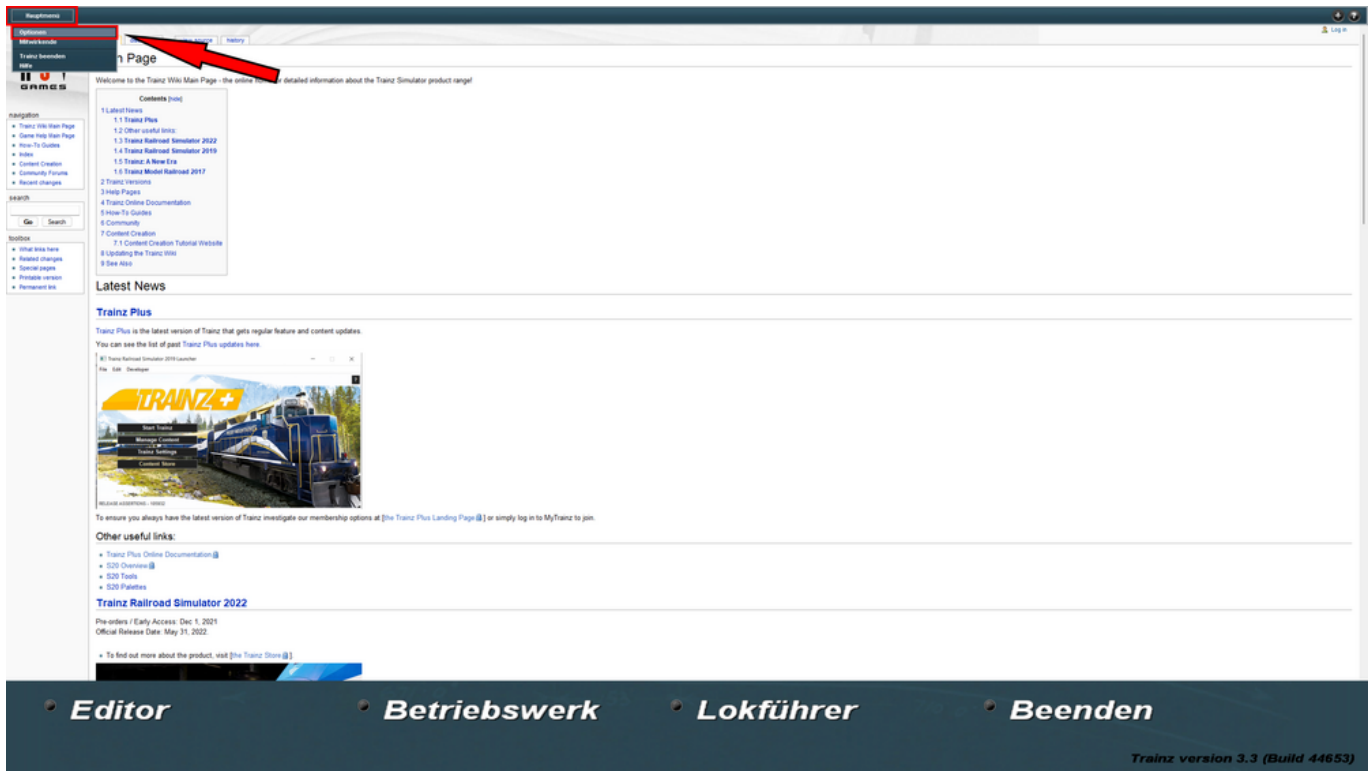 Hauptmenü
Optionen
Mitwirkende
Trainz beenden
Hilfe
Log in
source
history
Page
Welcome to the Trainz Wiki Main Page - the online detailed information about the Trainz Simulator product range!
GAMES
Contents [hide]
1 Latest News
1.1 Trainz Plus
1.2 Other useful links:
1.3 Trainz Railroad Simulator 2022
1.4 Trainz Railroad Simulator 2019
1.5 Trainz: A New Era
1.6 Trainz Model Railroad 2017
2 Trainz Versions
3 Help Pages
4 Trainz Online Documentation
5 How-To Guides
6 Community
7 Content Creation
7.1 Content Creation Tutorial Website
8 Updating the Trainz Wiki
9 See Also
navigation
Trainz Wiki Main Page
Game Help Main Page
How-To Guides
Index
Content Creation
Community Forums
Recent changes
search
Go Search
toolbox
What links here
Related changes
Special pages
Printable version
Permanent link
Latest News
Trainz Plus
Trainz Plus is the latest version of Trainz that gets regular feature and content updates.
You can see the list of past Trainz Plus updates here.
Trainz Railroad Simulator 2019 Launcher
File Edit Developer
TRAINZ+
Start Trainz
Manage Content
Trainz Settings
Content Store
To ensure you always have the latest version of Trainz investigate our membership options at [the Trainz Plus Landing Page] or simply log in to MyTrainz to join.
Other useful links:
Trainz Plus Online Documentation
S20 Overview
S20 Tools
S20 Palettes
Trainz Railroad Simulator 2022
Pre-orders / Early Access: Dec 1, 2021
Official Release Date: May 31, 2022.
To find out more about the product, visit [the Trainz Store].
Editor
Betriebswerk
Lokführer
Beenden
Trainz version 3.3 (Build 44653)